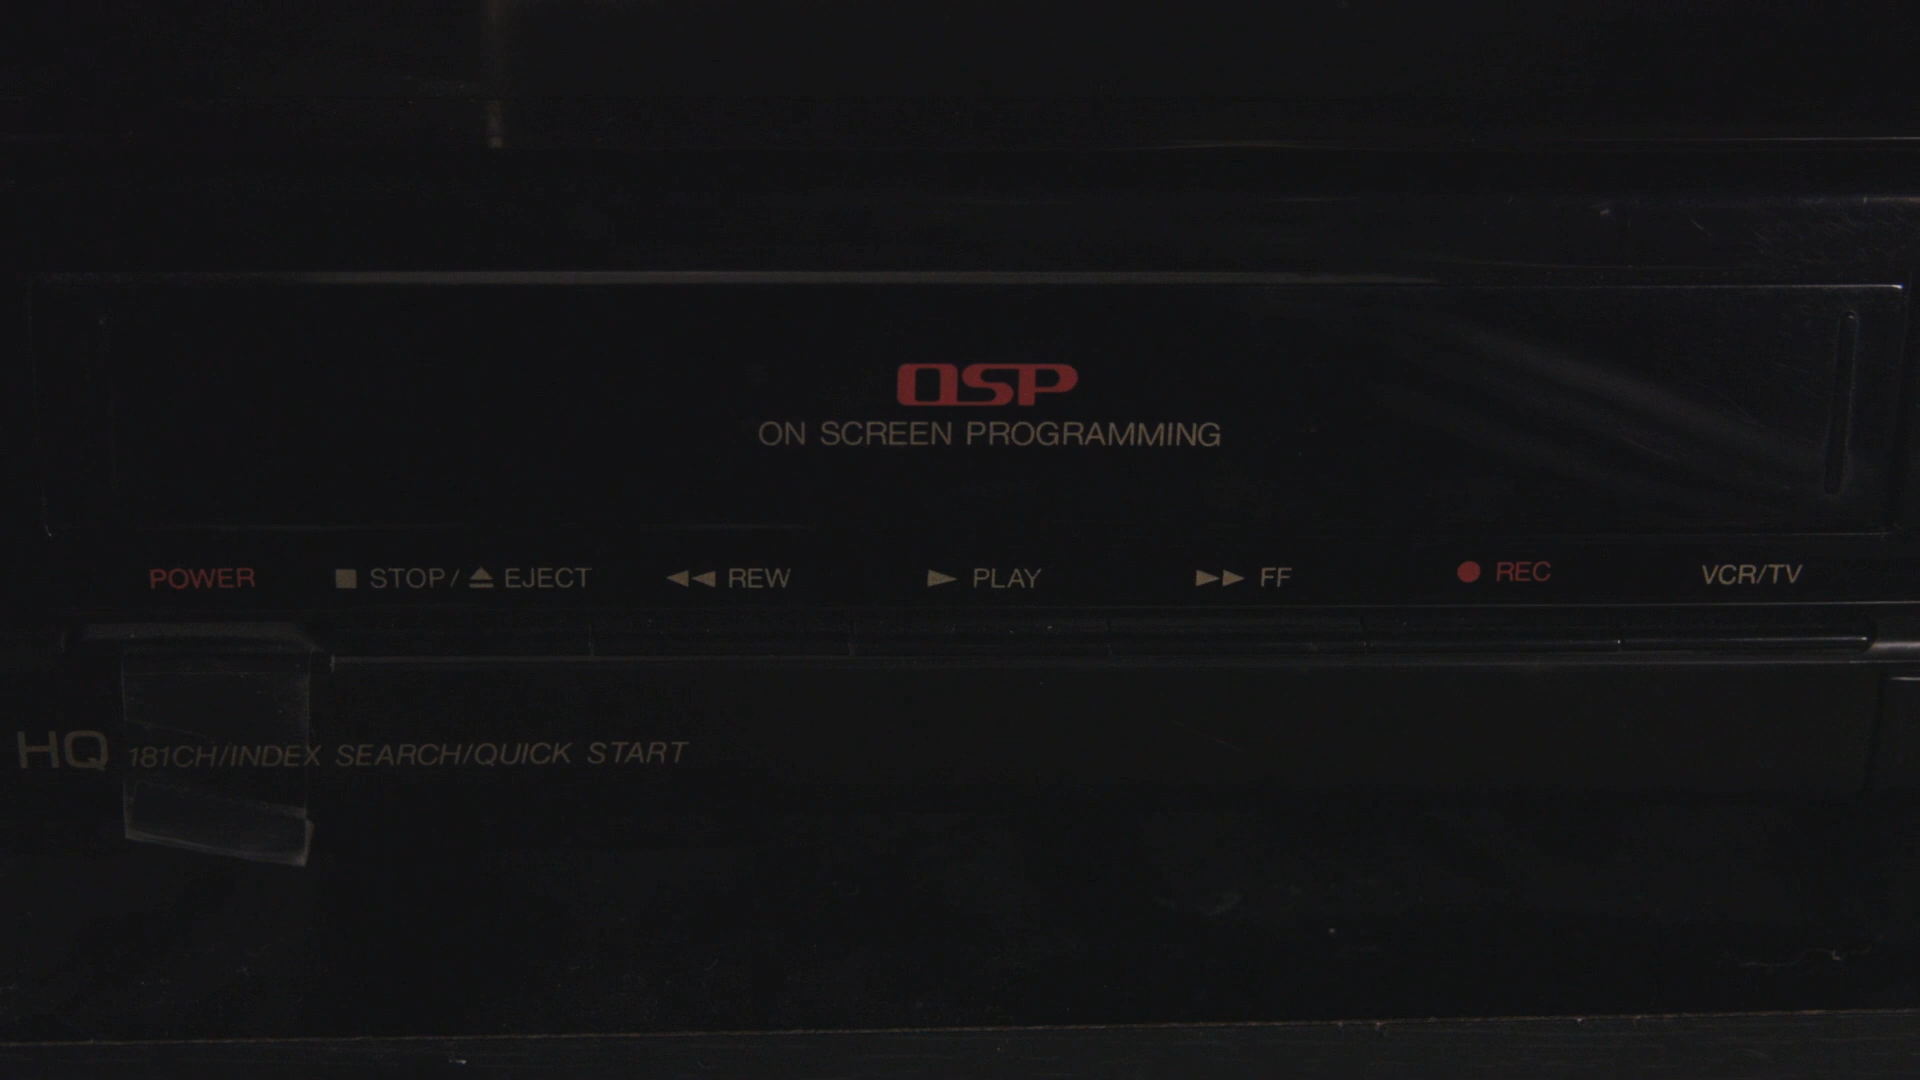 OSP
ON SCREEN PROGRAMMING
POWER ■ STOP/⏏ EJECT ◀◀ REW ▶ PLAY ▶▶ FF ● REC VCR/TV
HQ 181CH/INDEX SEARCH/QUICK START